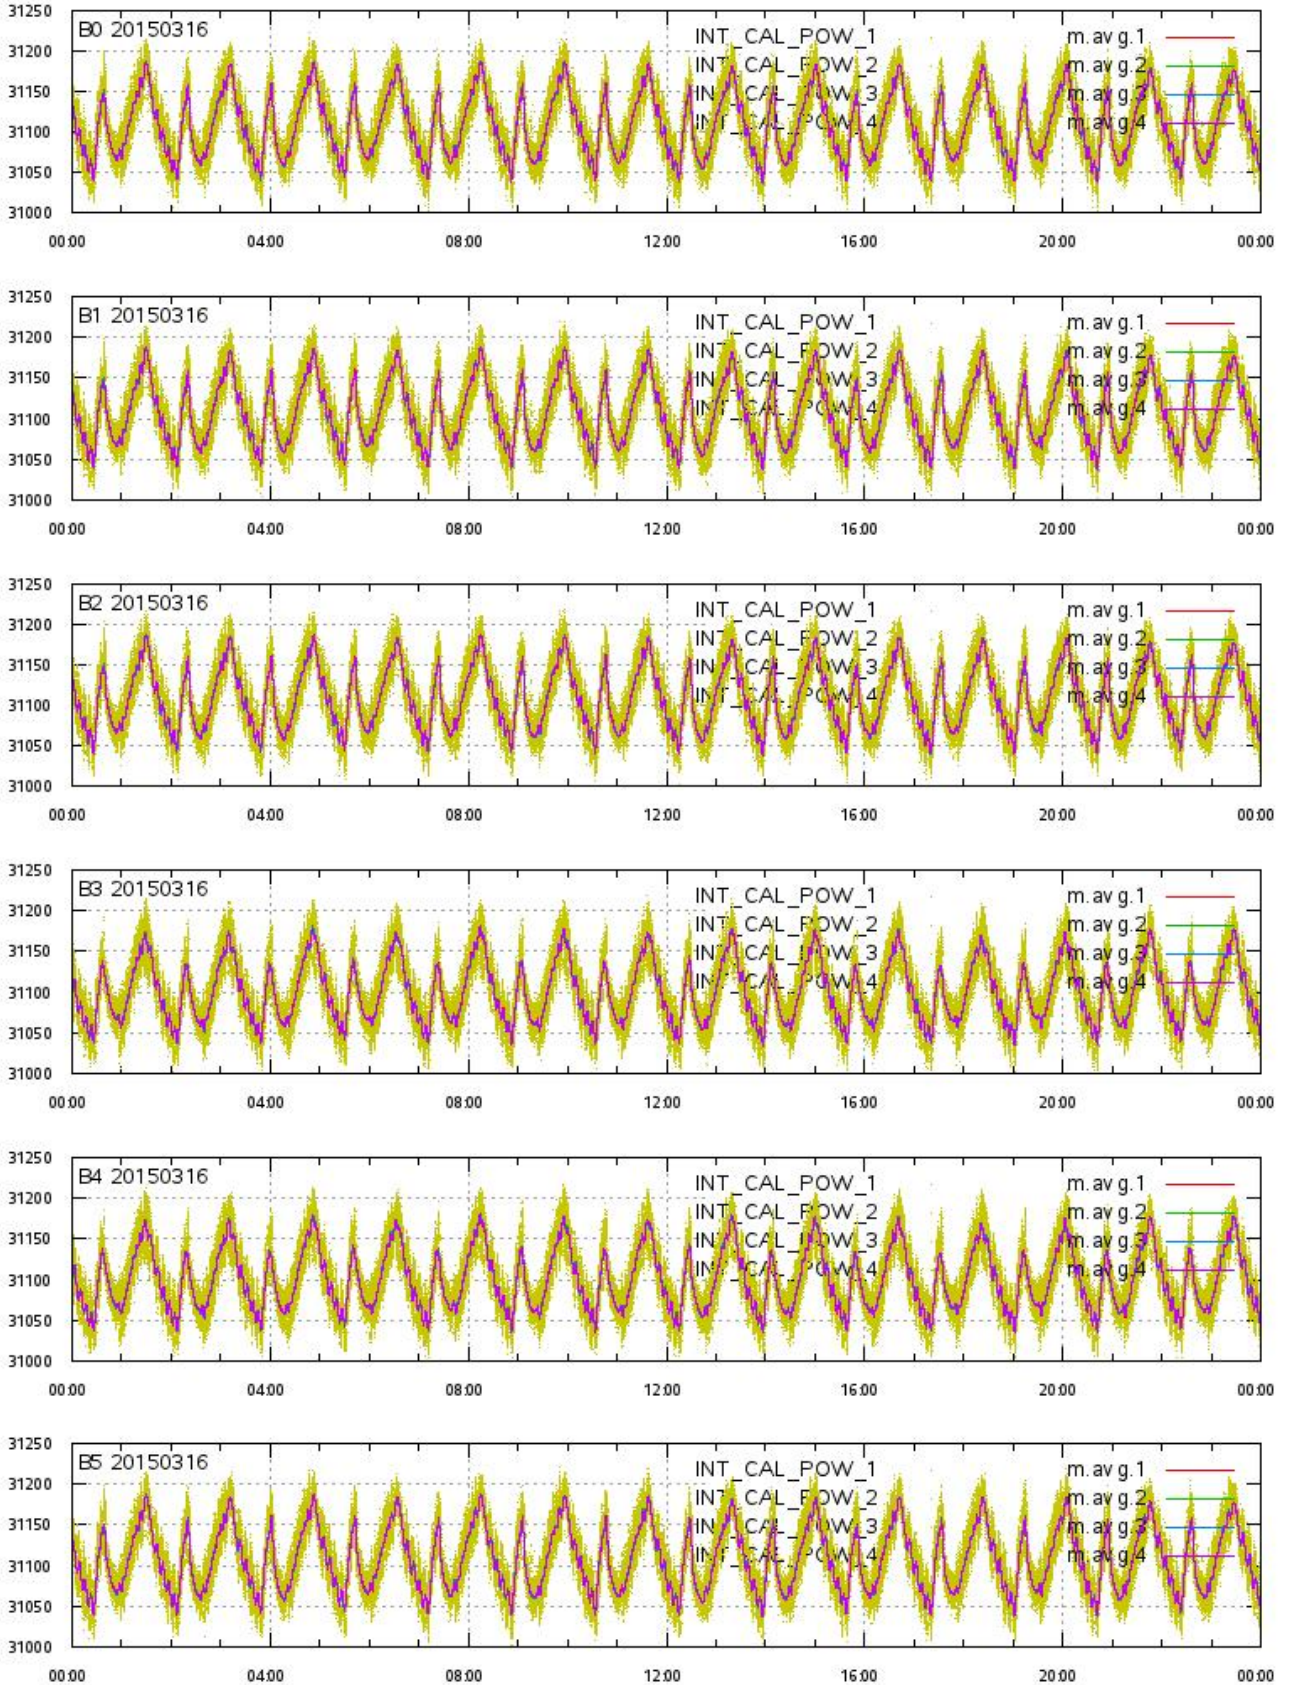 31250
B0 20150316 INT_CAL_POW_1 m.avg.1
31200
INT_CAL_POW_2 m.avg.2
31150
INT_CAL_POW_3 m.avg.3
31100
INT_CAL_POW_4 m.avg.4
31050
31000
00:00 04:00 08:00 12:00 16:00 20:00 00:00
31250
B1 20150316 INT_CAL_POW_1 m.avg.1
31200
INT_CAL_POW_2 m.avg.2
31150
INT_CAL_POW_3 m.avg.3
31100
INT_CAL_POW_4 m.avg.4
31050
31000
00:00 04:00 08:00 12:00 16:00 20:00 00:00
31250
B2 20150316 INT_CAL_POW_1 m.avg.1
31200
INT_CAL_POW_2 m.avg.2
31150
INT_CAL_POW_3 m.avg.3
31100
INT_CAL_POW_4 m.avg.4
31050
31000
00:00 04:00 08:00 12:00 16:00 20:00 00:00
31250
B3 20150316 INT_CAL_POW_1 m.avg.1
31200
INT_CAL_POW_2 m.avg.2
31150
INT_CAL_POW_3 m.avg.3
31100
INT_CAL_POW_4 m.avg.4
31050
31000
00:00 04:00 08:00 12:00 16:00 20:00 00:00
31250
B4 20150316 INT_CAL_POW_1 m.avg.1
31200
INT_CAL_POW_2 m.avg.2
31150
INT_CAL_POW_3 m.avg.3
31100
INT_CAL_POW_4 m.avg.4
31050
31000
00:00 04:00 08:00 12:00 16:00 20:00 00:00
31250
B5 20150316 INT_CAL_POW_1 m.avg.1
31200
INT_CAL_POW_2 m.avg.2
31150
INT_CAL_POW_3 m.avg.3
31100
INT_CAL_POW_4 m.avg.4
31050
31000
00:00 04:00 08:00 12:00 16:00 20:00 00:00